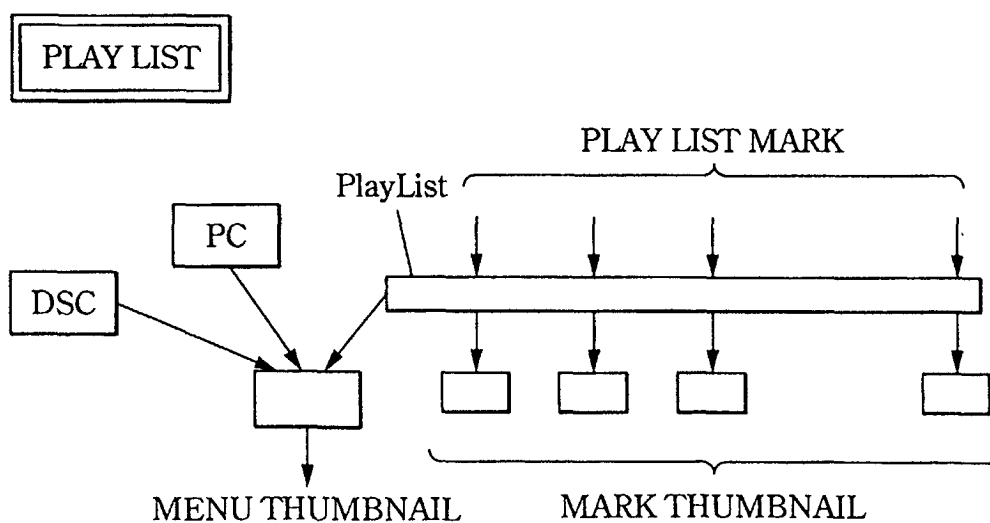 PLAY LIST
PLAY LIST MARK
PlayList
PC
DSC
MENU THUMBNAIL
MARK THUMBNAIL